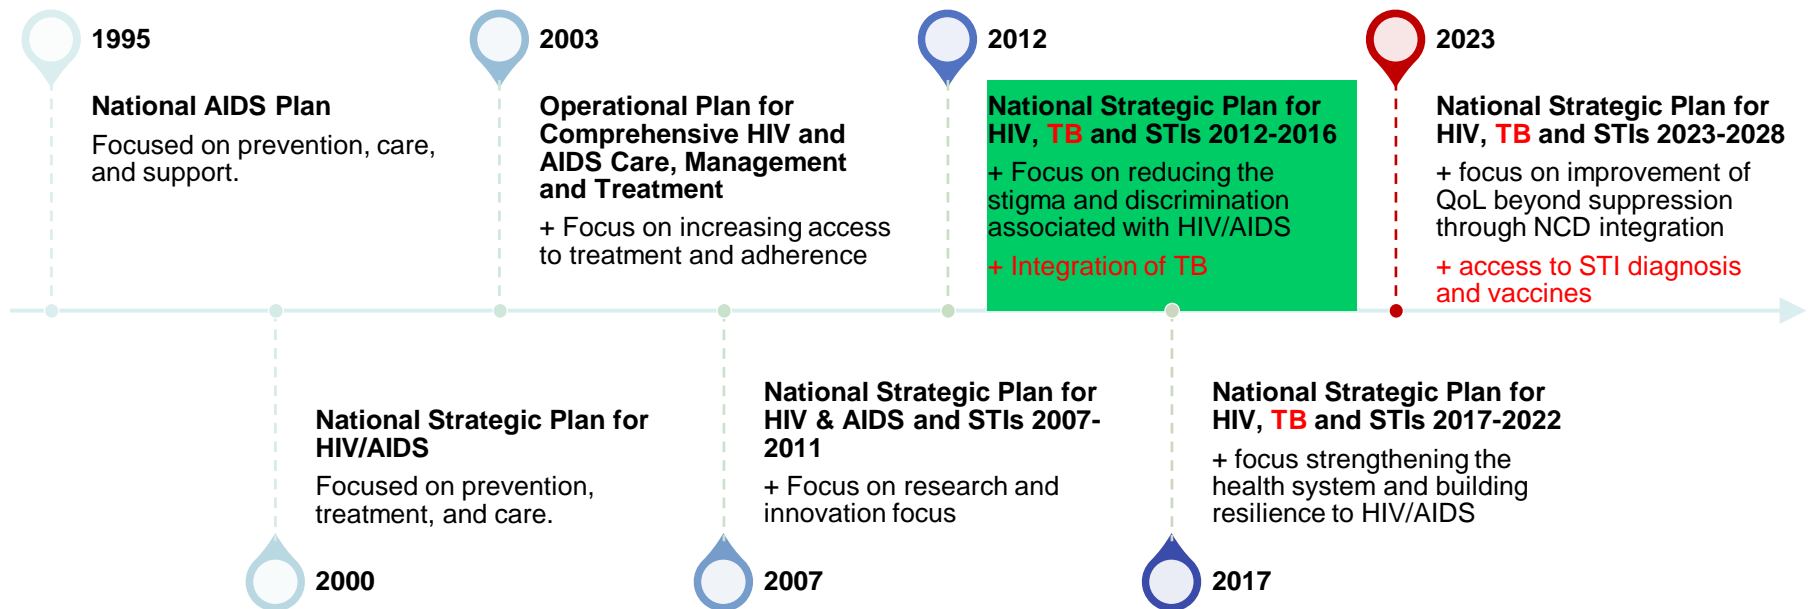 1995
National AIDS Plan
Focused on prevention, care,
and support.
2003
Operational Plan for
Comprehensive HIV and
AIDS Care, Management
and Treatment
+ Focus on increasing access
to treatment and adherence
2012
National Strategic Plan for
HIV, TB and STIs 2012-2016
+ Focus on reducing the
stigma and discrimination
associated with HIV/AIDS
+ Integration of TB
2023
National Strategic Plan for
HIV, TB and STIs 2023-2028
+ focus on improvement of
QoL beyond suppression
through NCD integration
+ access to STI diagnosis
and vaccines
National Strategic Plan for
HIV/AIDS
Focused on prevention,
treatment, and care.
2000
National Strategic Plan for
HIV & AIDS and STIs 2007-
2011
+ Focus on research and
innovation focus
2007
National Strategic Plan for
HIV, TB and STIs 2017-2022
+ focus strengthening the
health system and building
resilience to HIV/AIDS
2017